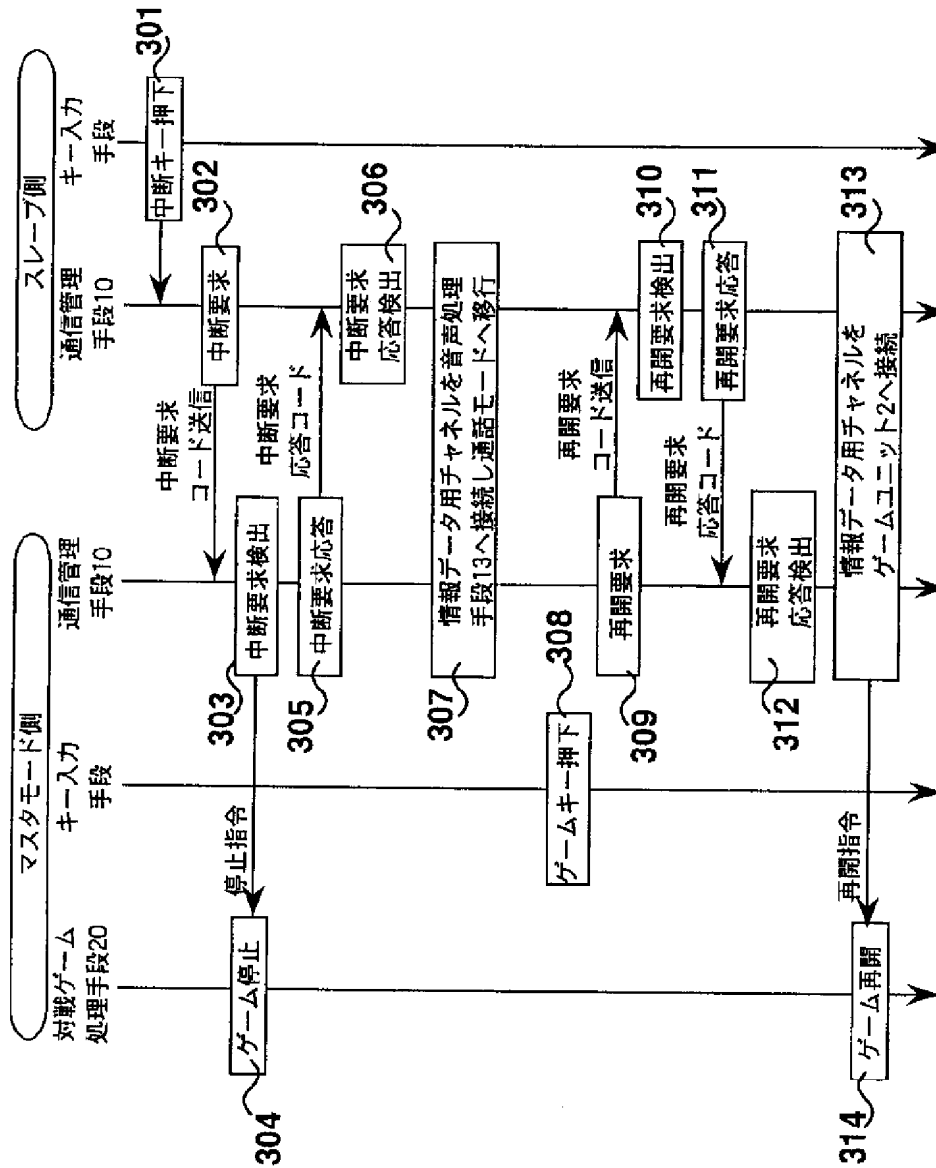 マスタモード側
スレーブ側
対戦ゲーム
処理手段20
キー入力
手段
通信管理
手段10
通信管理
手段10
キー入力
手段
中断キー押下
301
中断要求
302
中断要求
コード送信
中断要求検出
303
停止指令
ゲーム停止
304
中断要求応答
305
中断要求
応答コード
中断要求
応答検出
306
情報データ用チャネルを音声処理
手段13へ接続し通話モードへ移行
307
ゲームキー押下
308
再開要求
309
再開要求
コード送信
再開要求検出
310
再開要求応答
311
再開要求
応答コード
再開要求
応答検出
312
情報データ用チャネルを
ゲームユニット2へ接続
313
再開指令
ゲーム再開
314